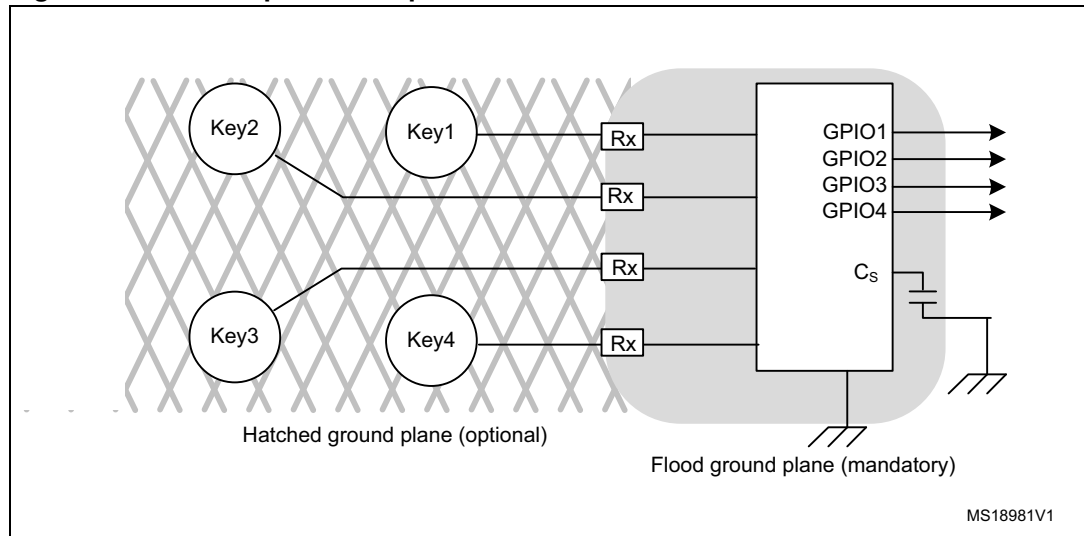 Key2
Key1
Rx
GPIO1
GPIO2
Rx
GPIO3
GPIO4
Rx
CS
Key3
Key4
Rx
Hatched ground plane (optional)
Flood ground plane (mandatory)
MS18981V1